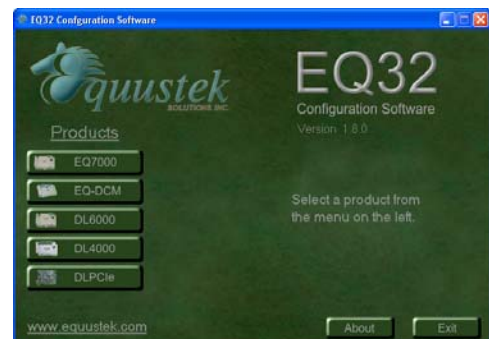 EQ32 Configuration Software
Equustek
SOLUTIONS INC.
Products
EQ7000
EQ-DCM
DL6000
DL4000
DLPCIe
www.equustek.com
EQ32
Configuration Software
Version 1.8.0
Select a product from
the menu on the left.
About
Exit